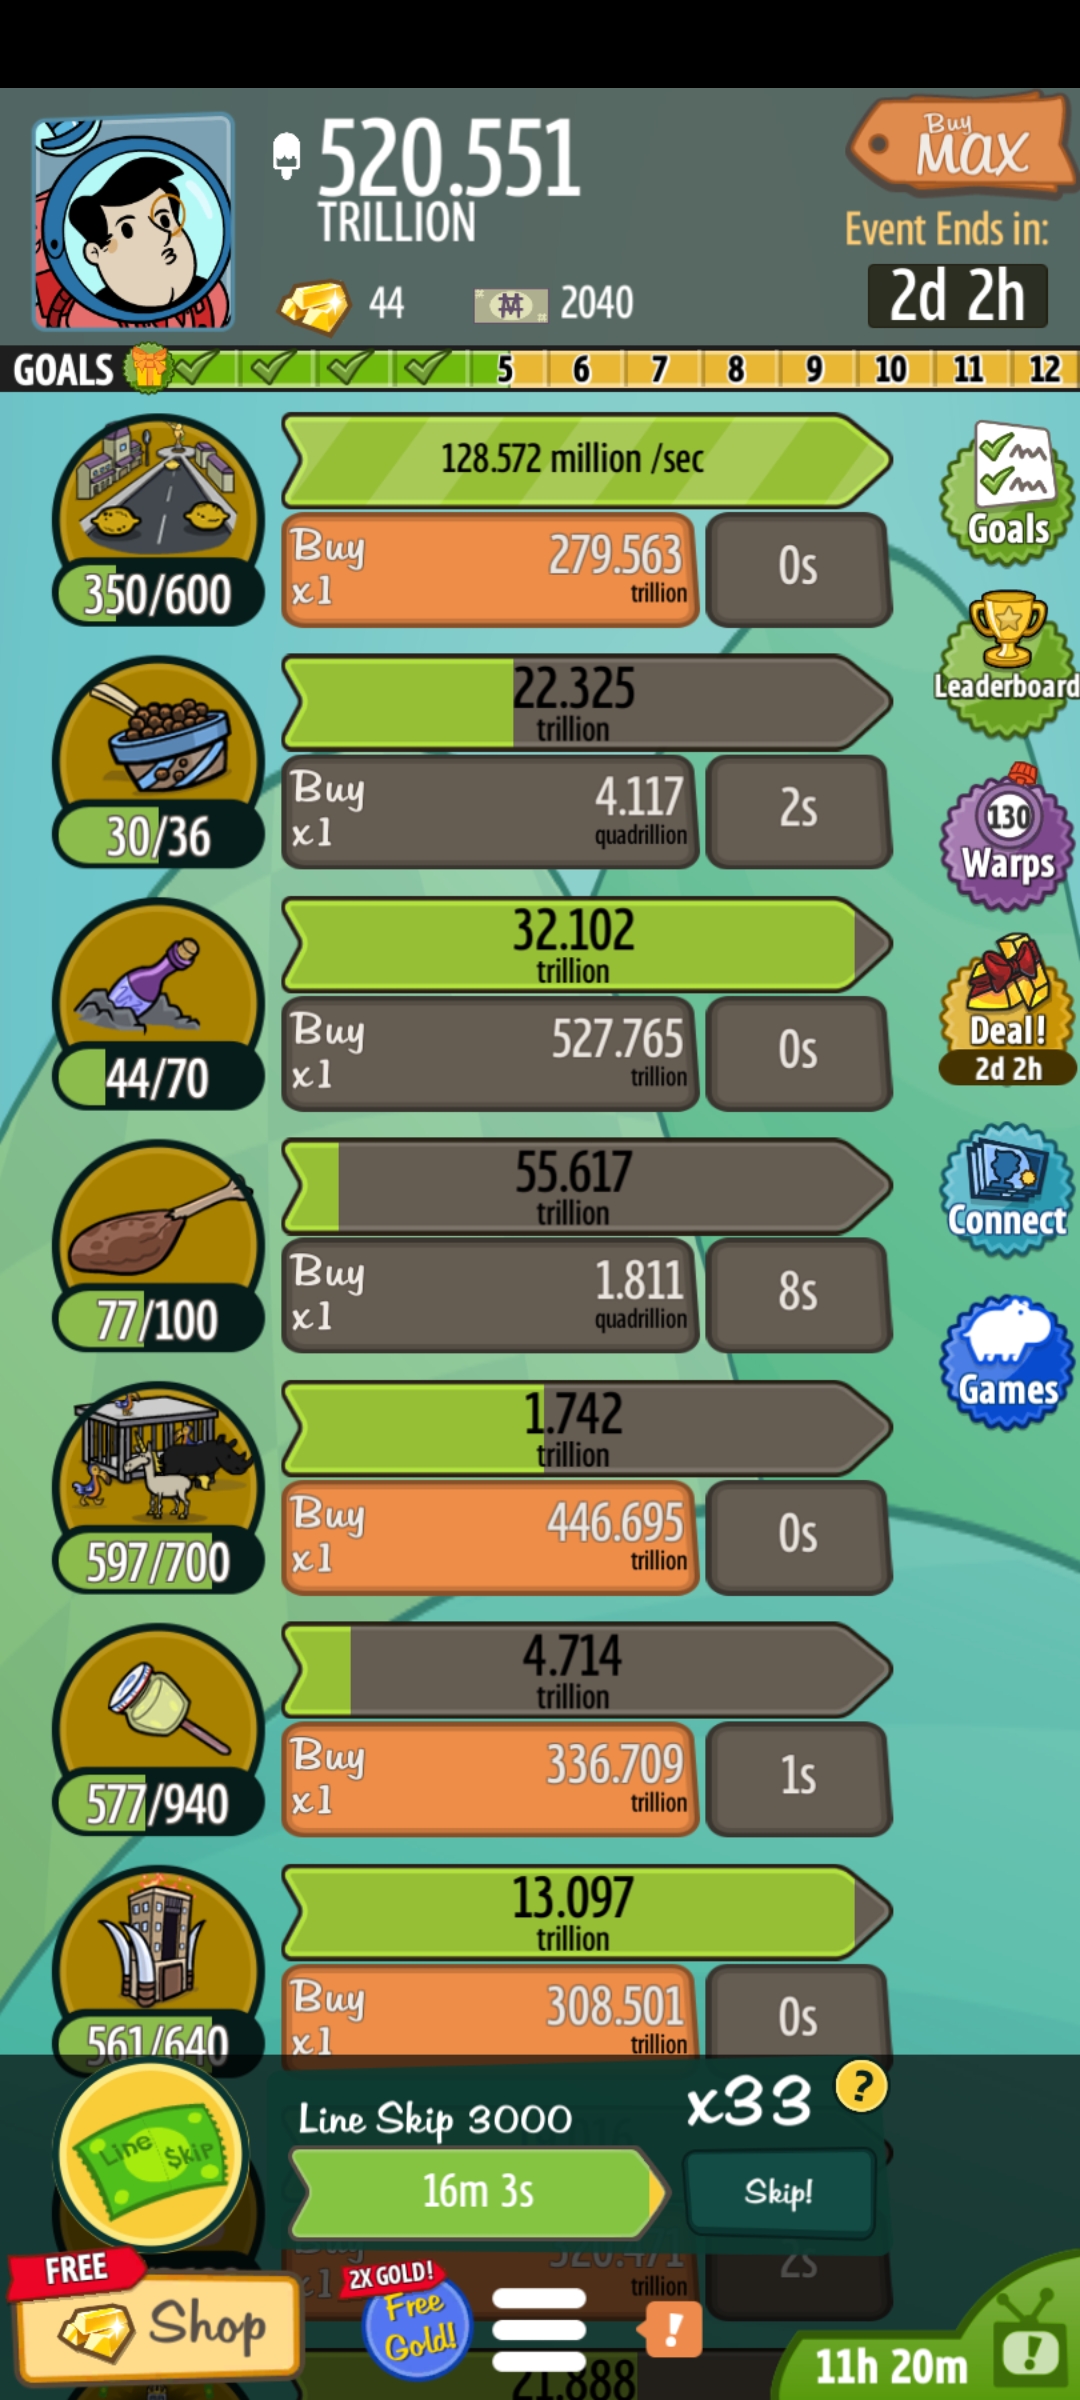 520.551
TRILLION
Buy
MAX
Event Ends in:
2d 2h
44
2040
GOALS
5
6
7
8
9
10
11
12
128.572 million /sec
Buy
x1
279.563
trillion
0s
350/600
Goals
Leaderboard
22.325
trillion
Buy
x1
4.117
quadrillion
2s
30/36
130
Warps
32.102
trillion
Buy
x1
527.765
trillion
0s
44/70
Deal!
2d 2h
55.617
trillion
Buy
x1
1.811
quadrillion
8s
77/100
Connect
Games
1.742
trillion
Buy
x1
446.695
trillion
0s
597/700
4.714
trillion
Buy
x1
336.709
trillion
1s
577/940
13.097
trillion
Buy
x1
308.501
trillion
0s
561/640
Line Skip
Line Skip 3000
x33
?
16m 3s
Skip!
Buy
x1
trillion
2s
FREE
Shop
2X GOLD!
Free
Gold!
!
11h 20m
!
21.888